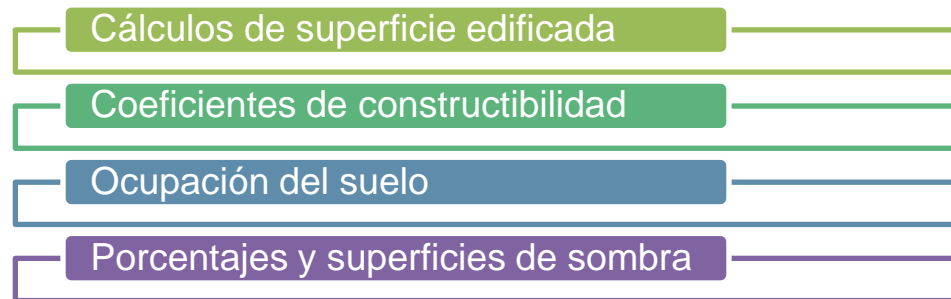 Cálculos de superficie edificada
Coeficientes de constructibilidad
Ocupación del suelo
Porcentajes y superficies de sombra